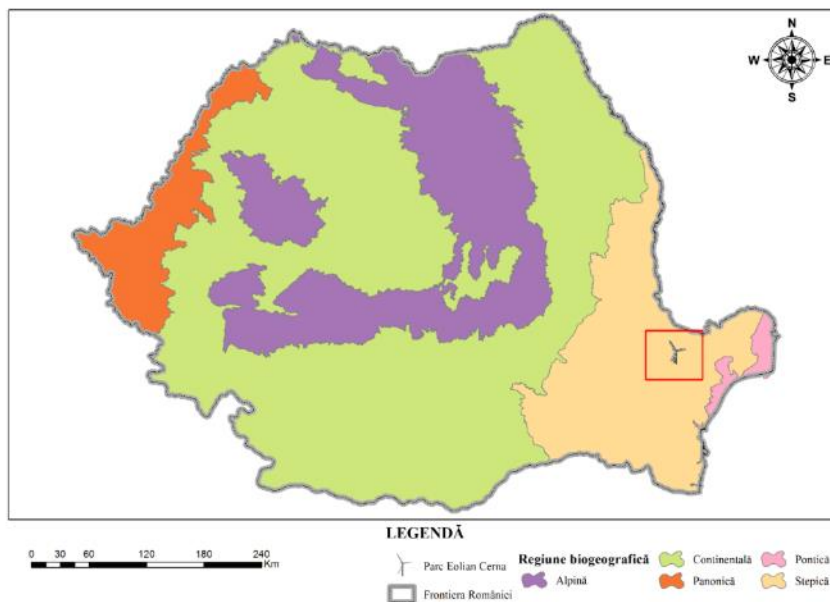 N
W E
S
LEGENDĂ
0 15 30 60 120 180 240
Km
Parc Eolian Cerna
Frontiera României
Regiune biogeografică
Alpină
Continentală
Panonică
Pontică
Stepică